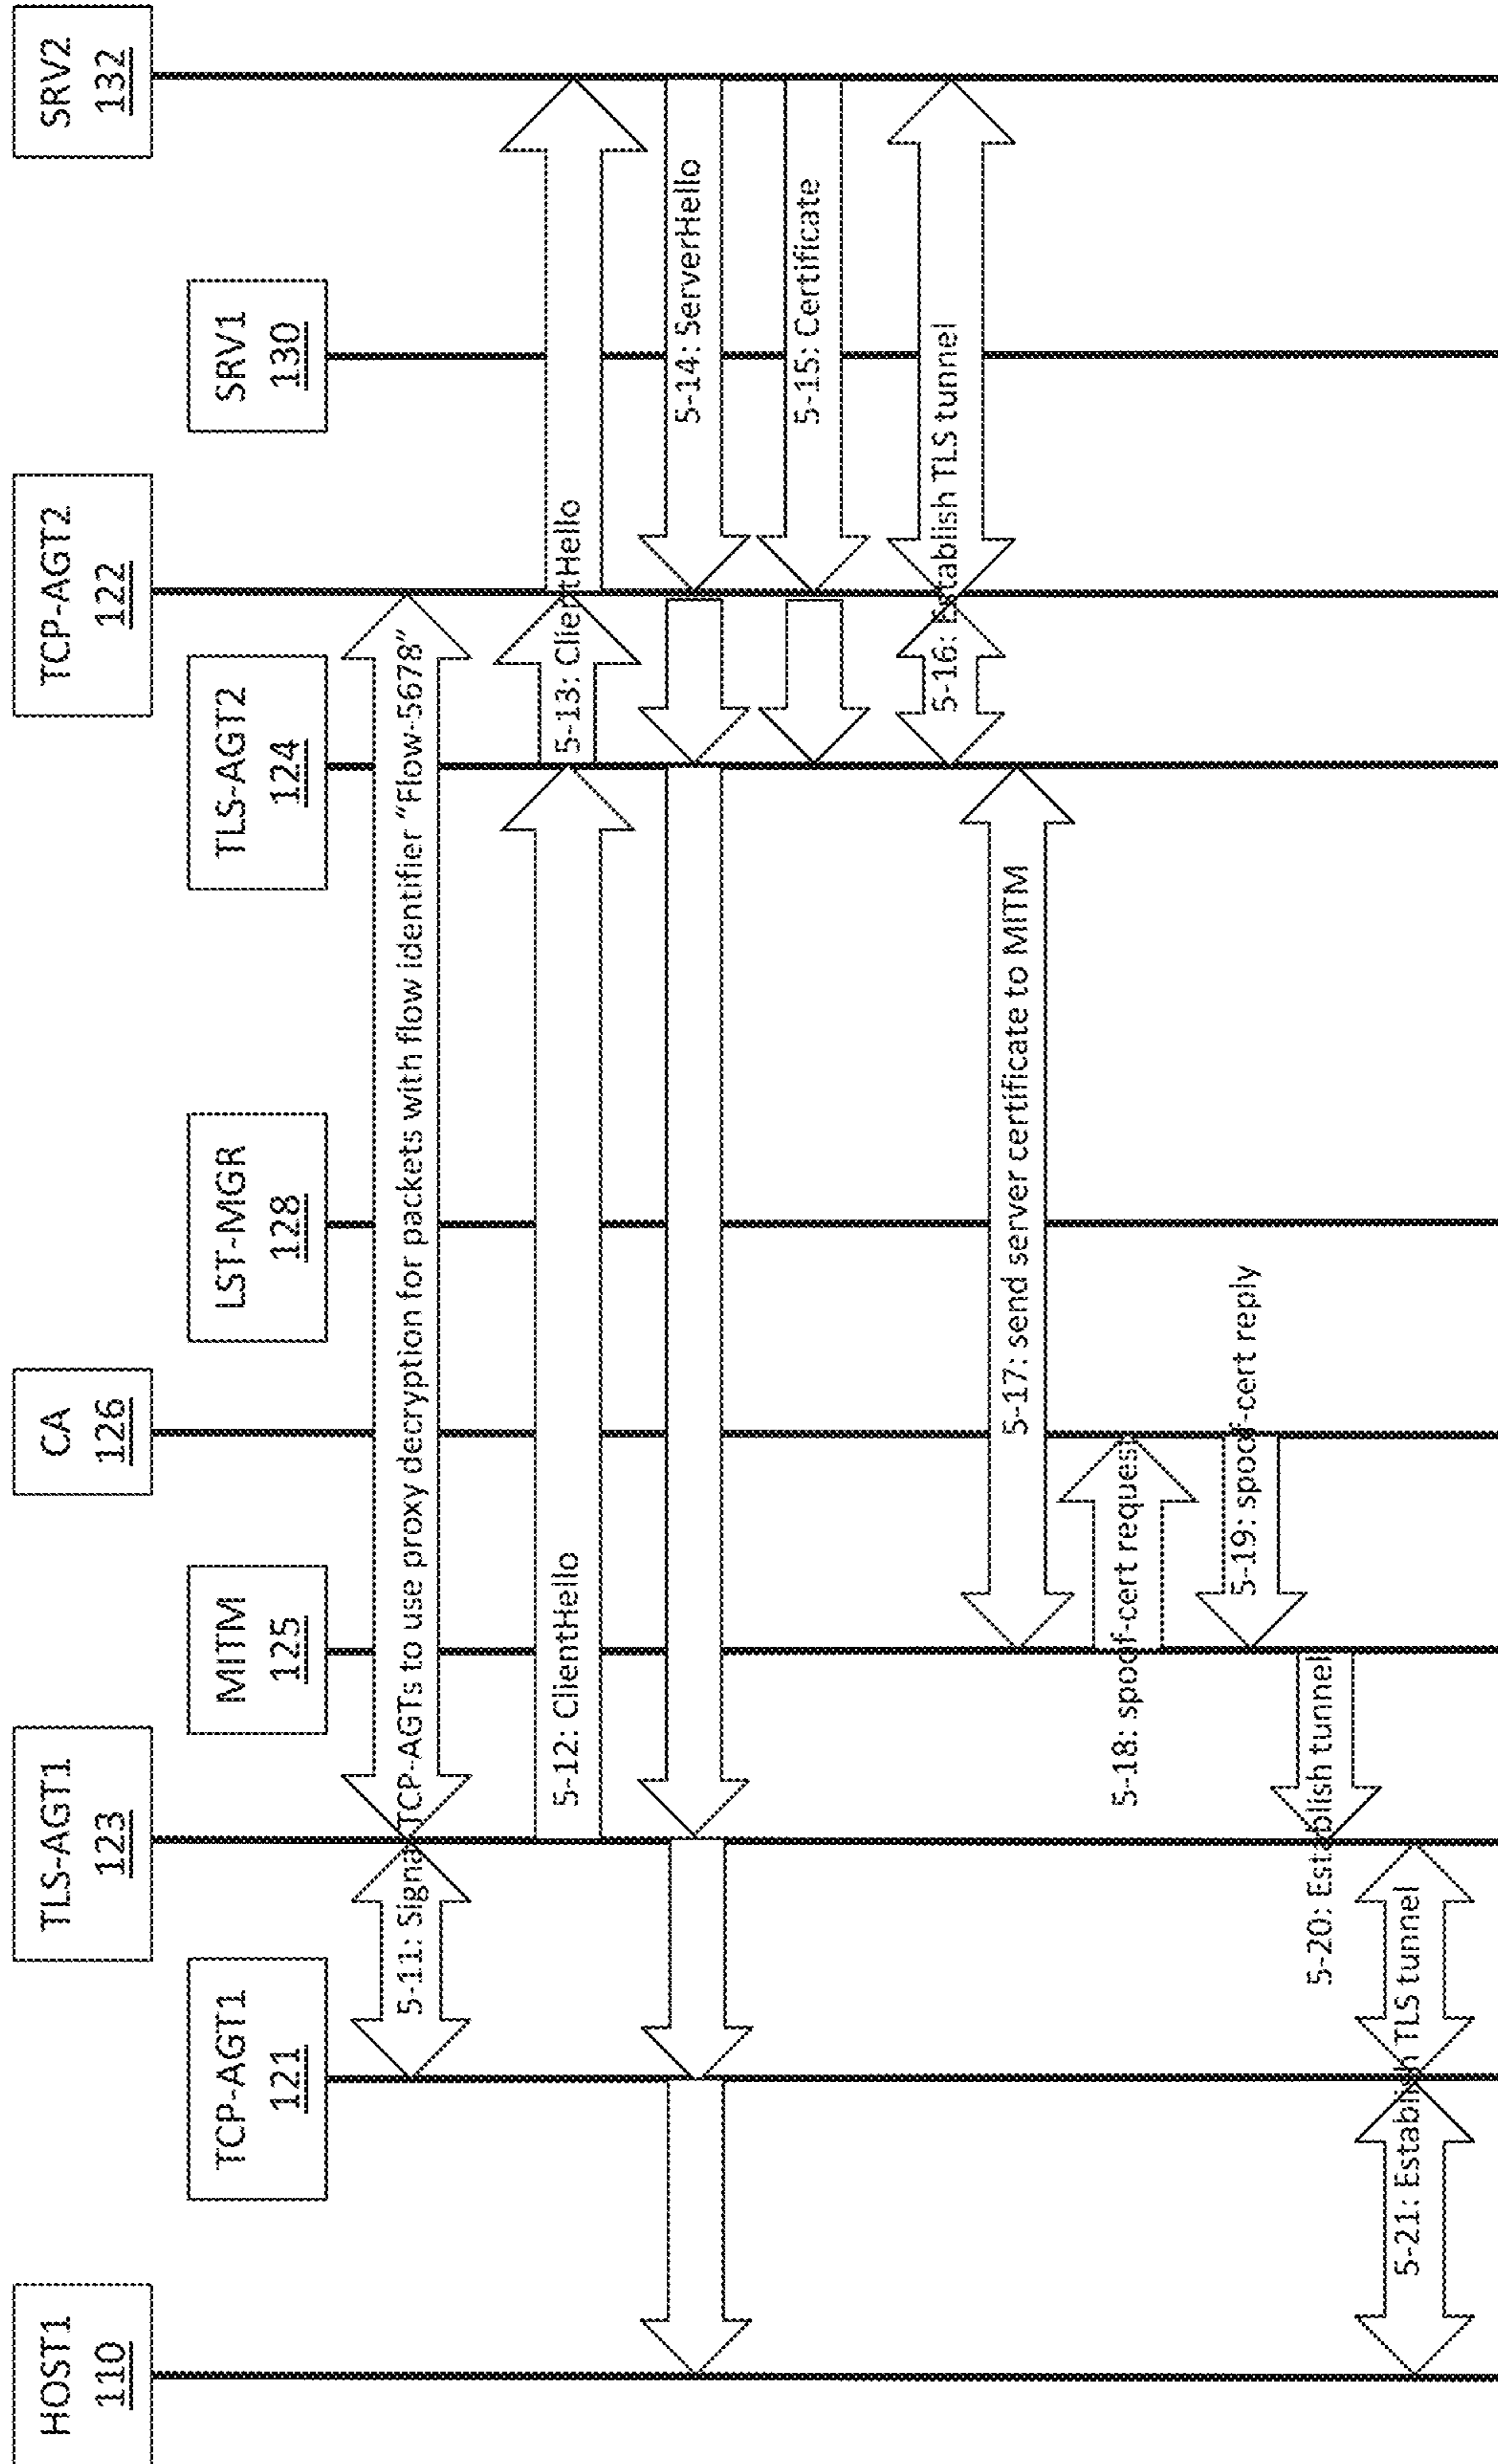 HOST1
110
TCP-AGT1
121
TLS-AGT1
123
MITM
125
CA
126
LST-MGR
128
TLS-AGT2
124
TCP-AGT2
122
SRV1
130
SRV2
132
5-11: Signal TCP-AGTs to use proxy decryption for packets with flow identifier "Flow-5678"
5-12: ClientHello
5-13: ClientHello
5-14: ServerHello
5-15: Certificate
5-16: Establish TLS tunnel
5-17: send server certificate to MITM
5-18: spoof-cert request
5-19: spoof-cert reply
5-20: Establish tunnel
5-21: Establish TLS tunnel